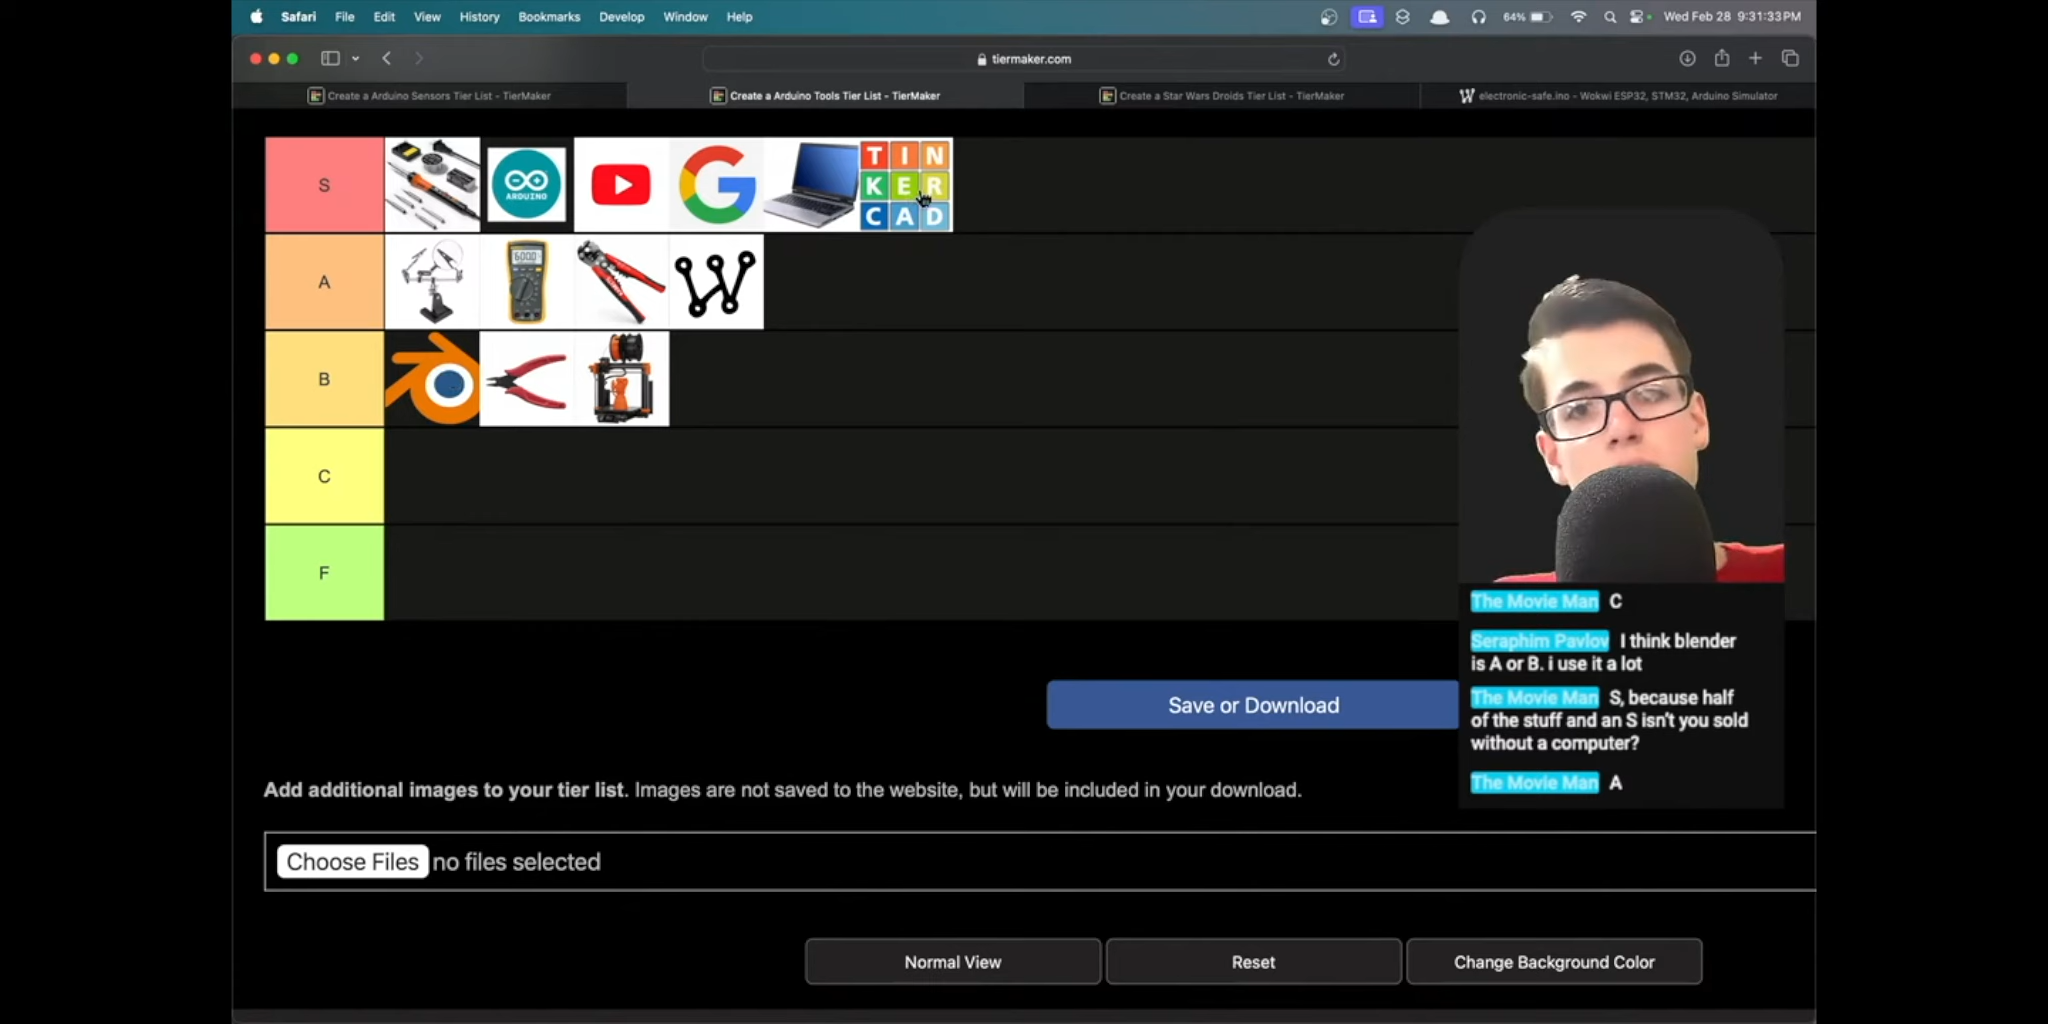 Safari File Edit View History Bookmarks Develop Window Help
64% Wed Feb 28 9:31:33 PM
tiermaker.com
Create a Arduino Sensors Tier List - TierMaker
Create a Arduino Tools Tier List - TierMaker
Create a Star Wars Droids Tier List - TierMaker
electronic-safe.ino - Wokwi ESP32, STM32, Arduino Simulator
S
ARDUINO
G
TIN
KER
CAD
A
600.0
W
B
C
F
The Movie Man C
Seraphim Pavlov I think blender
is A or B. i use it a lot
The Movie Man S, because half
of the stuff and an S isn't you sold
without a computer?
The Movie Man A
Save or Download
Add additional images to your tier list. Images are not saved to the website, but will be included in your download.
Choose Files no files selected
Normal View
Reset
Change Background Color